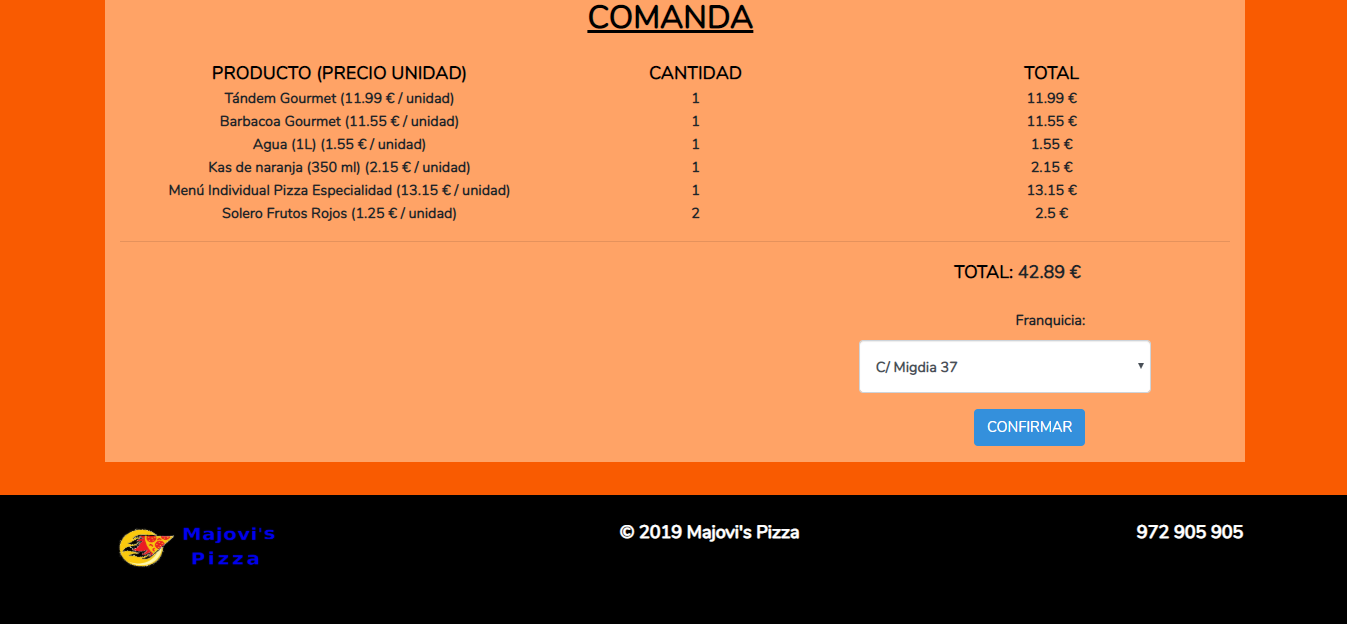 COMANDA
PRODUCTO (PRECIO UNIDAD) CANTIDAD TOTAL
Tándem Gourmet (11.99 € / unidad) 1 11.99 €
Barbacoa Gourmet (11.55 € / unidad) 1 11.55 €
Agua (1L) (1.55 € / unidad) 1 1.55 €
Kas de naranja (350 ml) (2.15 € / unidad) 1 2.15 €
Menú Individual Pizza Especialidad (13.15 € / unidad) 1 13.15 €
Solero Frutos Rojos (1.25 € / unidad) 2 2.5 €
TOTAL: 42.89 €
Franquicia:
C/ Migdia 37
CONFIRMAR
Majovi's
Pizza
© 2019 Majovi's Pizza
972 905 905